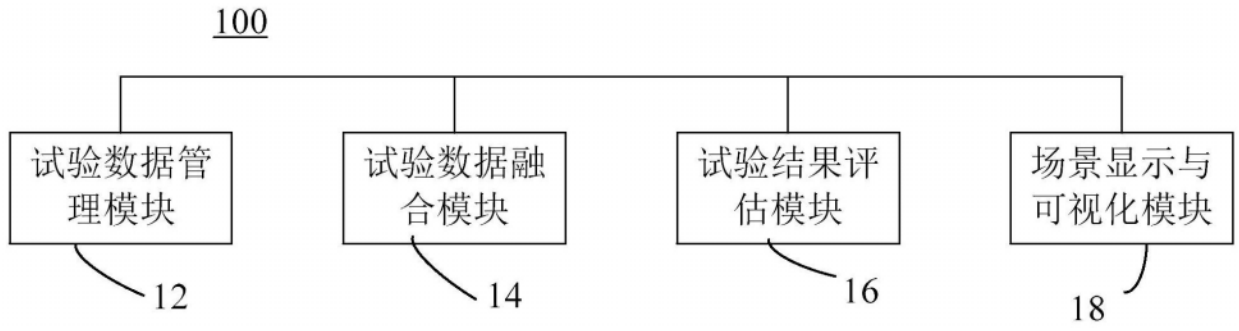 100
试验数据管
理模块
试验数据融
合模块
试验结果评
估模块
场景显示与
可视化模块
12
14
16
18